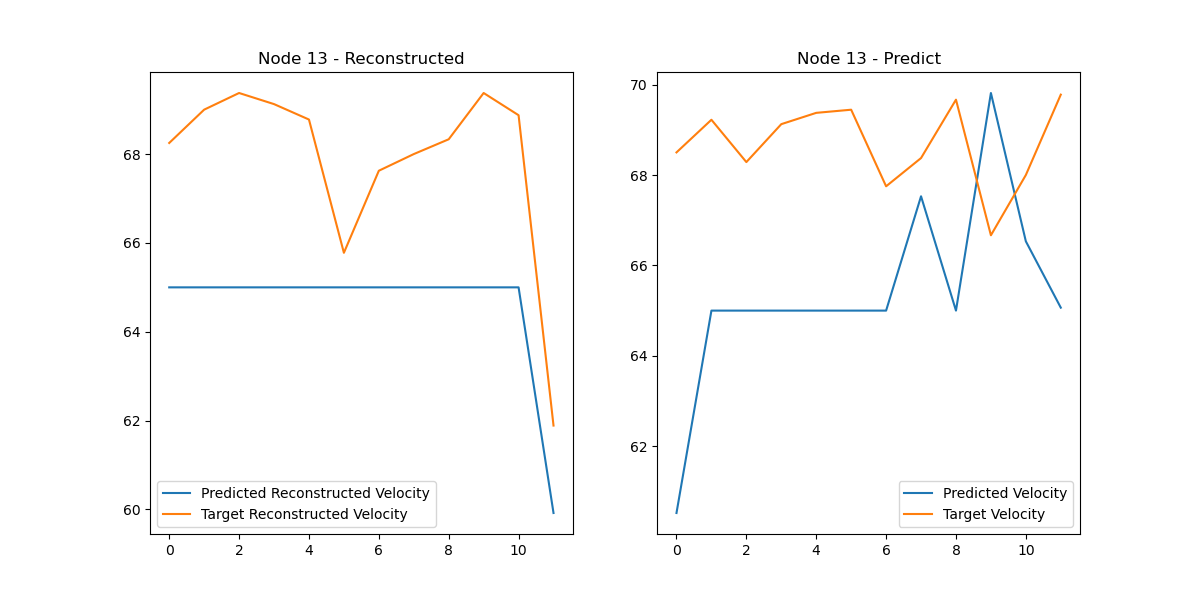 Node 13 - Reconstructed
68
66
64
62
60
0 2 4 6 8 10
Predicted Reconstructed Velocity
Target Reconstructed Velocity
Node 13 - Predict
70
68
66
64
62
0 2 4 6 8 10
Predicted Velocity
Target Velocity